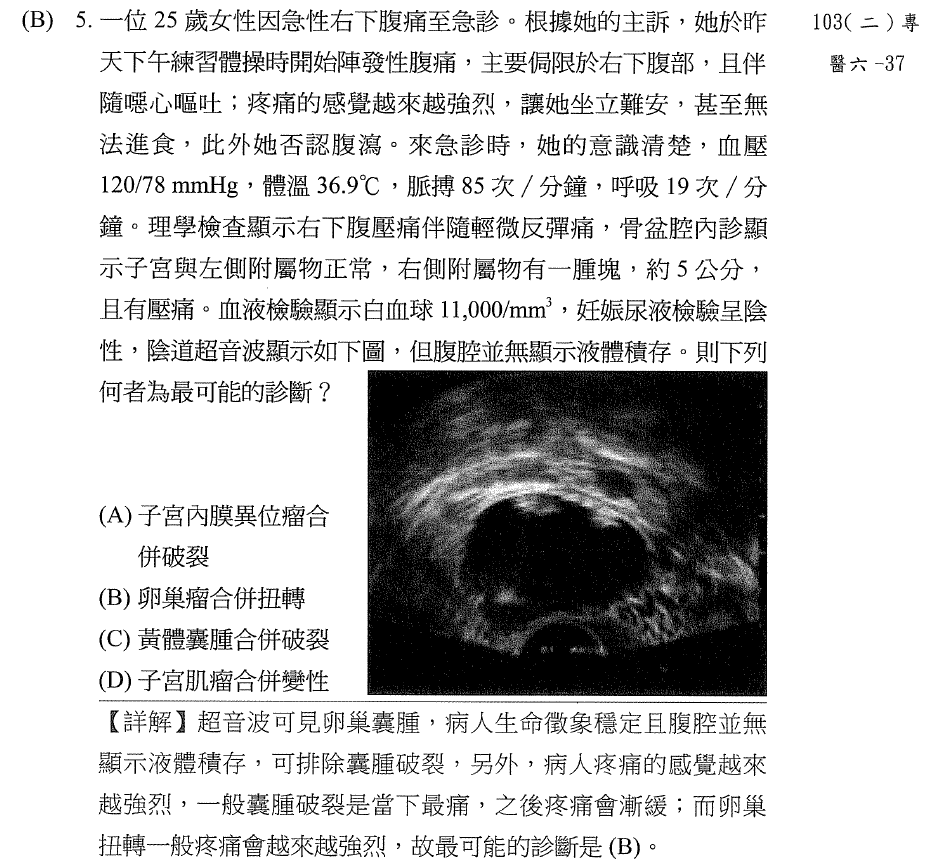 (B) 5. 一位 25 歲女性因急性右下腹痛至急診。根據她的主訴，她於昨
103(二)專
天下午練習體操時開始陣發性腹痛，主要侷限於右下腹部，且伴
醫六-37
隨噁心嘔吐；疼痛的感覺越來越強烈，讓她坐立難安，甚至無
法進食，此外她否認腹瀉。來急診時，她的意識清楚，血壓
120/78 mmHg，體溫 36.9℃，脈搏 85 次／分鐘，呼吸 19 次／分
鐘。理學檢查顯示右下腹壓痛伴隨輕微反彈痛，骨盆腔內診顯
示子宮與左側附屬物正常，右側附屬物有一腫塊，約 5 公分，
且有壓痛。血液檢驗顯示白血球 11,000/mm³，妊娠尿液檢驗呈陰
性，陰道超音波顯示如下圖，但腹腔並無顯示液體積存。則下列
何者為最可能的診斷？
(A) 子宮內膜異位瘤合
併破裂
(B) 卵巢瘤合併扭轉
(C) 黃體囊腫合併破裂
(D) 子宮肌瘤合併變性
【詳解】超音波可見卵巢囊腫，病人生命徵象穩定且腹腔並無
顯示液體積存，可排除囊腫破裂，另外，病人疼痛的感覺越來
越強烈，一般囊腫破裂是當下最痛，之後疼痛會漸緩；而卵巢
扭轉一般疼痛會越來越強烈，故最可能的診斷是 (B)。